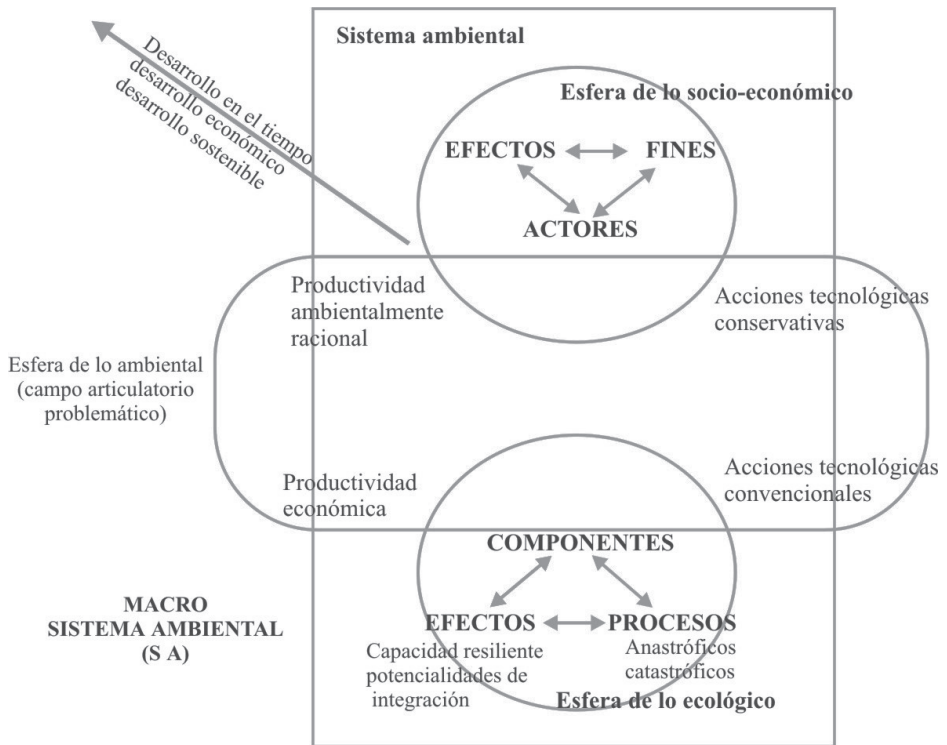 Sistema ambiental
Desarrollo en el tiempo
desarrollo económico
desarrollo sostenible
Esfera de lo socio-económico
EFECTOS
FINES
ACTORES
Productividad
ambientalmente
racional
Acciones tecnológicas
conservativas
Esfera de lo ambiental
(campo articulatorio
problemático)
Productividad
económica
Acciones tecnológicas
convencionales
COMPONENTES
EFECTOS
PROCESOS
Capacidad resiliente
potencialidades de
integración
Anastróficos
catastróficos
Esfera de lo ecológico
MACRO
SISTEMA AMBIENTAL
(S A)